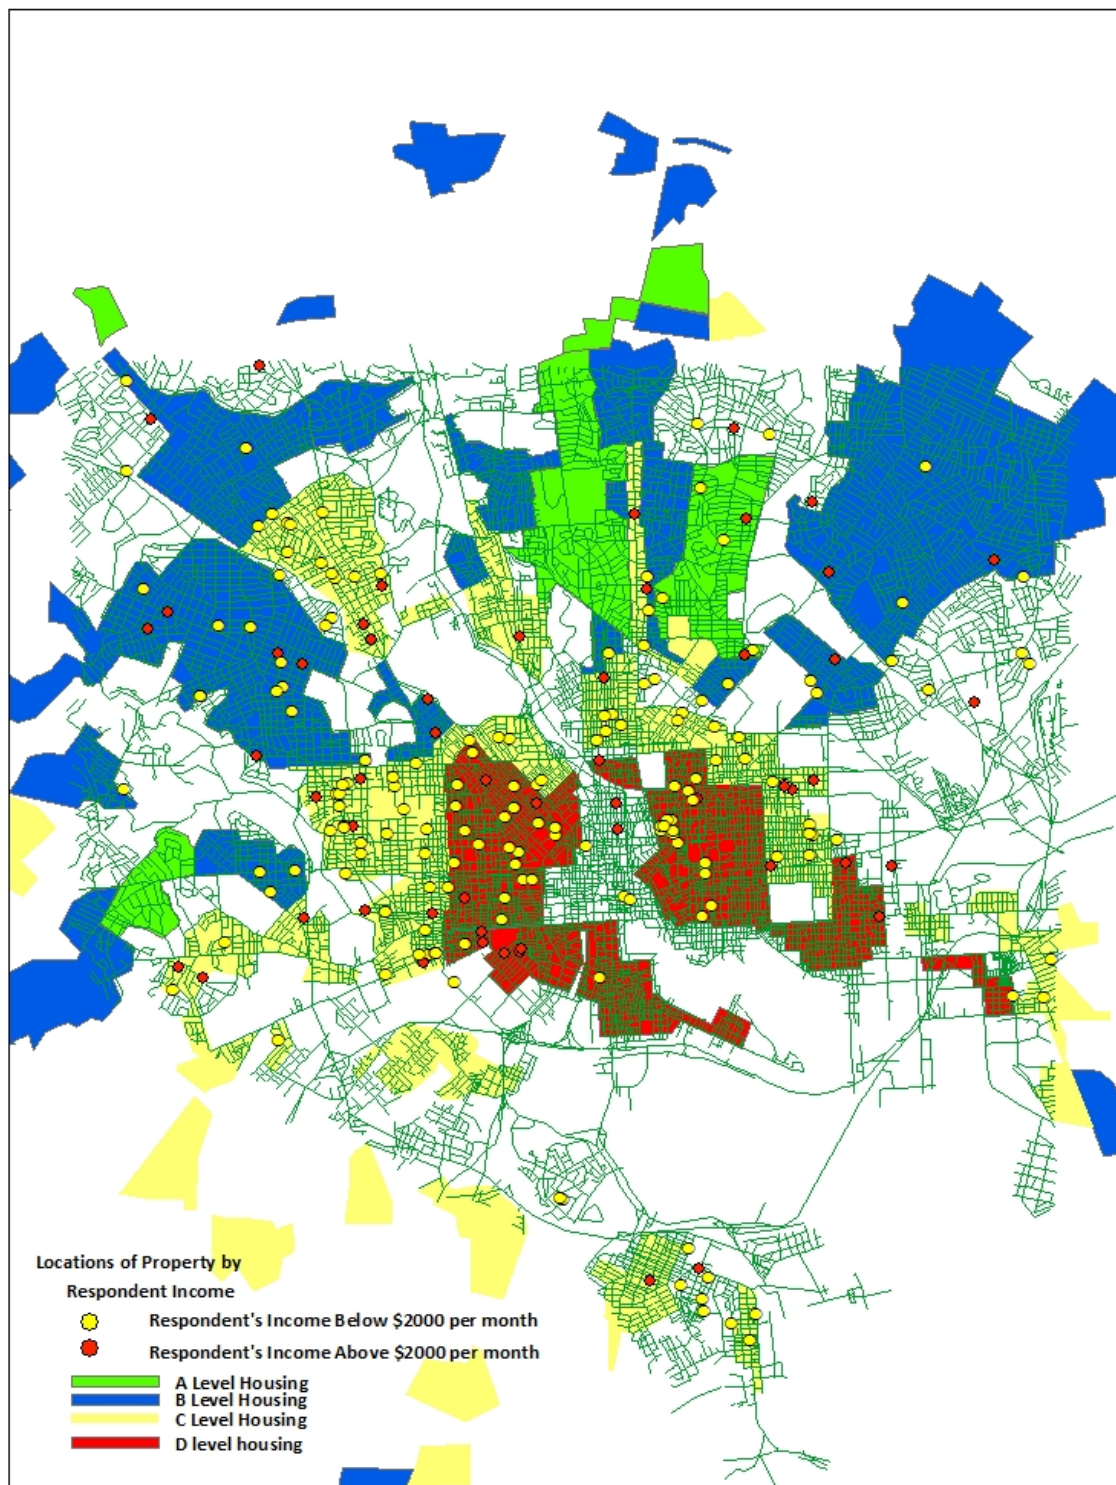 Locations of Property by
Respondent Income
Respondent's Income Below $2000 per month
Respondent's Income Above $2000 per month
A Level Housing
B Level Housing
C Level Housing
D level housing